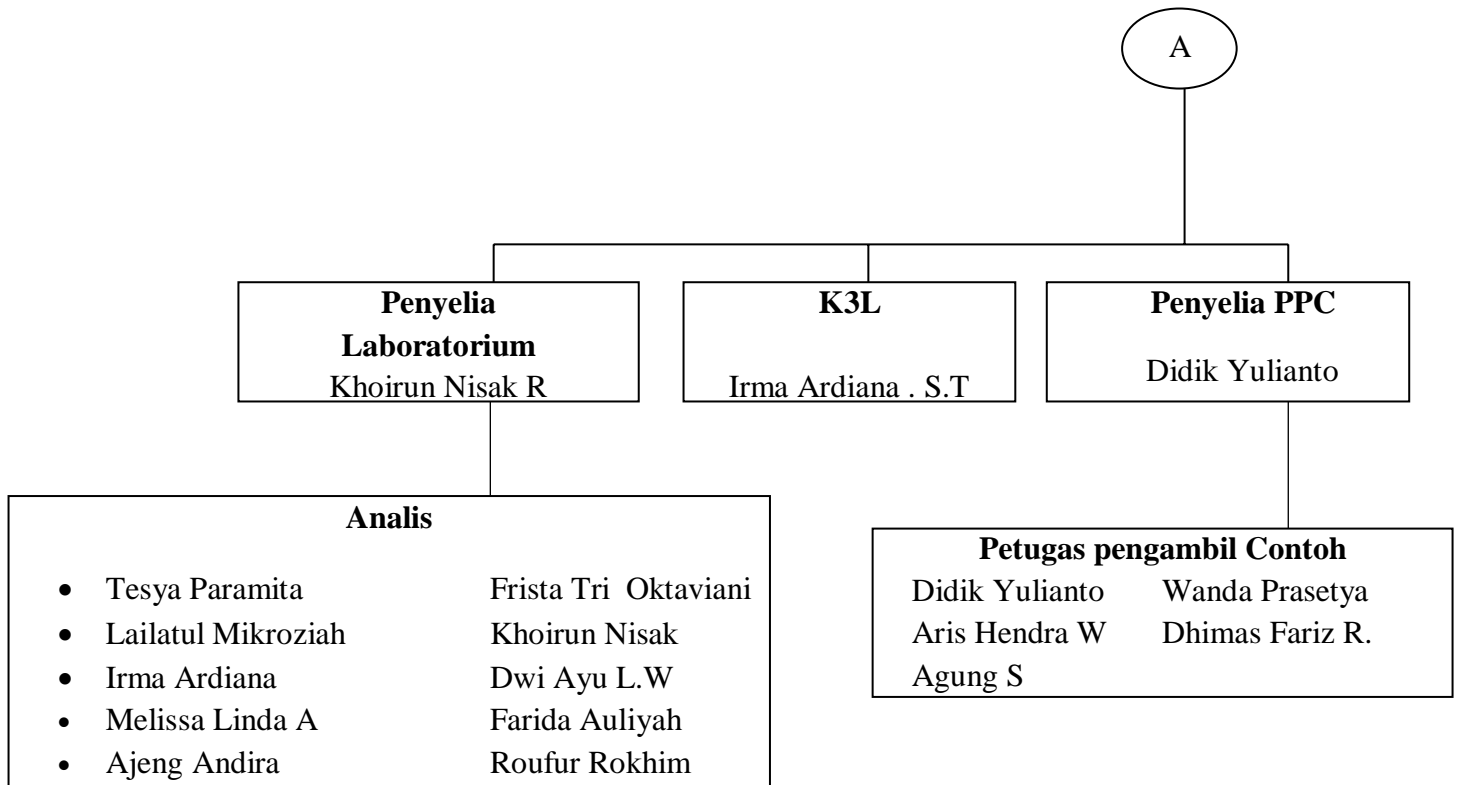 A
Penyelia
Laboratorium
Khoirun Nisak R
K3L
Irma Ardiana . S.T
Penyelia PPC
Didik Yulianto
Analis
• Tesya Paramita Frista Tri Oktaviani
• Lailatul Mikroziah Khoirun Nisak
• Irma Ardiana Dwi Ayu L.W
• Melissa Linda A Farida Auliyah
• Ajeng Andira Roufur Rokhim
Petugas pengambil Contoh
Didik Yulianto Wanda Prasetya
Aris Hendra W Dhimas Fariz R.
Agung S